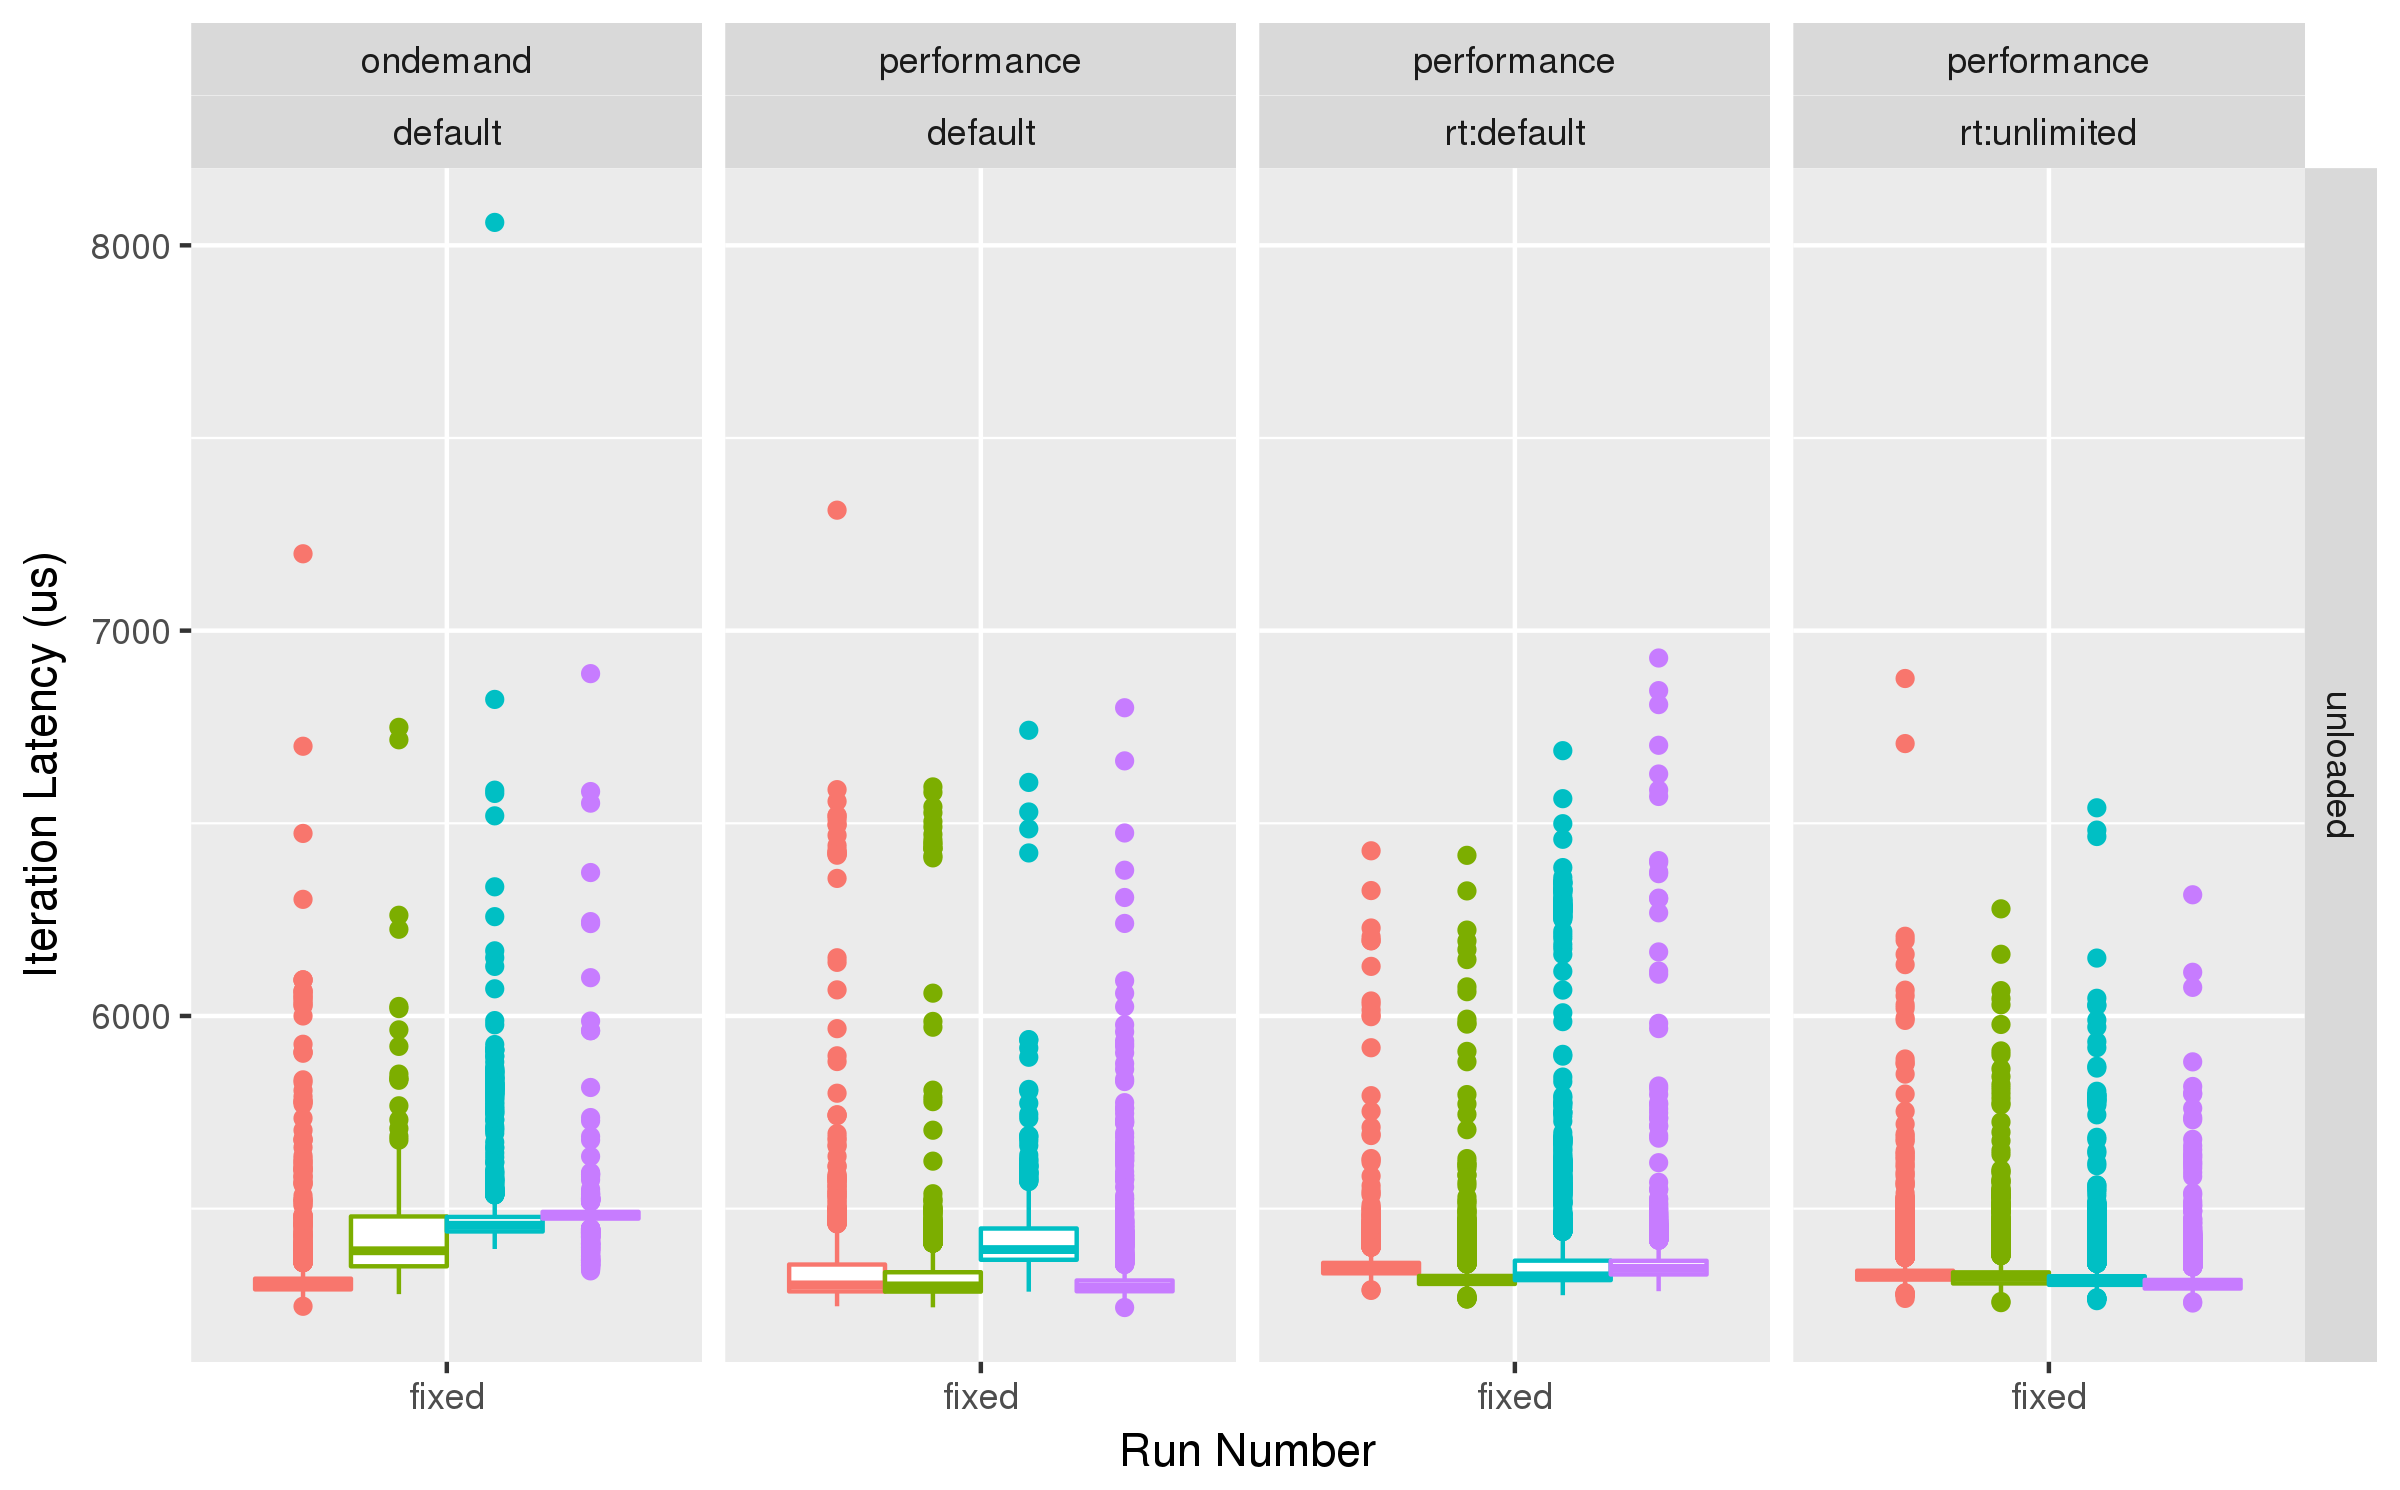 ondemand
performance
performance
performance
default
default
rt:default
rt:unlimited
8000
7000
6000
Iteration Latency (us)
unloaded
fixed
fixed
fixed
fixed
Run Number